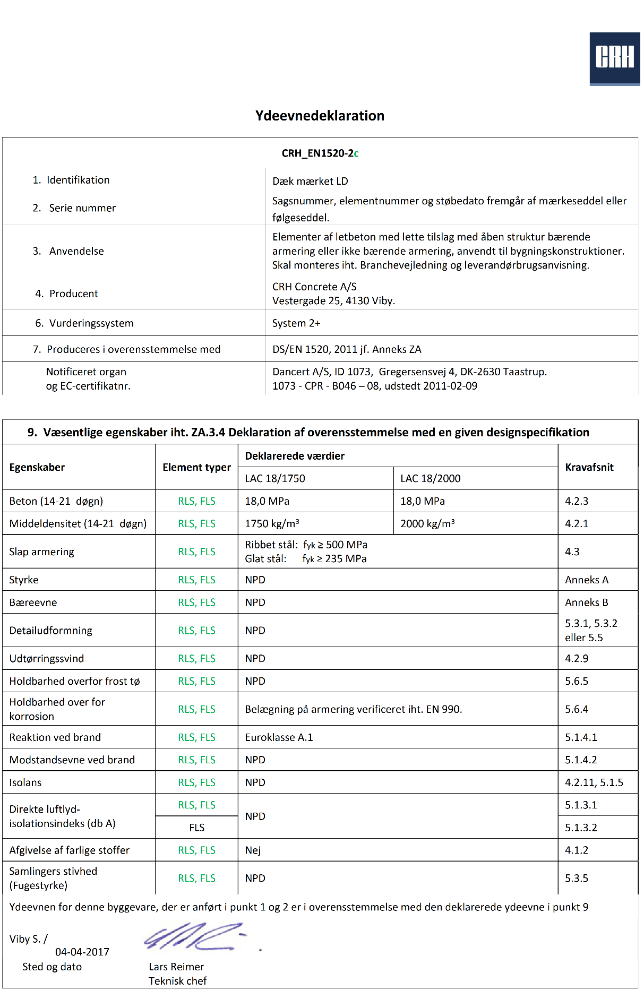 CRH
Ydeevnedeklaration
CRH_EN1520-2c
1. Identifikation
Dæk mærket LD
2. Serie nummer
Sagsnummer, elementnummer og støbedato fremgår af mærkeseddel eller
følgeseddel.
3. Anvendelse
Elementer af letbeton med lette tilslag med åben struktur bærende
armering eller ikke bærende armering, anvendt til bygningskonstruktioner.
Skal monteres iht. Branchevejledning og leverandørbrugsanvisning.
4. Producent
CRH Concrete A/S
Vestergade 25, 4130 Viby.
6. Vurderingssystem
System 2+
7. Produceres i overensstemmelse med
DS/EN 1520, 2011 jf. Anneks ZA
Notificeret organ
og EC-certifikatnr.
Dancert A/S, ID 1073, Gregersensvej 4, DK-2630 Taastrup.
1073 - CPR - B046 – 08, udstedt 2011-02-09
9. Væsentlige egenskaber iht. ZA.3.4 Deklaration af overensstemmelse med en given designspecifikation
Egenskaber
Element typer
Deklarerede værdier
Kravafsnit
LAC 18/1750
LAC 18/2000
Beton (14-21 døgn)
RLS, FLS
18,0 MPa
18,0 MPa
4.2.3
Middeldensitet (14-21 døgn)
RLS, FLS
1750 kg/m³
2000 kg/m³
4.2.1
Slap armering
RLS, FLS
Ribbet stål: fyk ≥ 500 MPa
Glat stål: fyk ≥ 235 MPa
4.3
Styrke
RLS, FLS
NPD
Anneks A
Bæreevne
RLS, FLS
NPD
Anneks B
Detailudformning
RLS, FLS
NPD
5.3.1, 5.3.2
eller 5.5
Udtørringssvind
RLS, FLS
NPD
4.2.9
Holdbarhed overfor frost tø
RLS, FLS
NPD
5.6.5
Holdbarhed over for
korrosion
RLS, FLS
Belægning på armering verificeret iht. EN 990.
5.6.4
Reaktion ved brand
RLS, FLS
Euroklasse A.1
5.1.4.1
Modstandsevne ved brand
RLS, FLS
NPD
5.1.4.2
Isolans
RLS, FLS
NPD
4.2.11, 5.1.5
Direkte luftlyd-
isolationsindeks (db A)
RLS, FLS
NPD
5.1.3.1
FLS
5.1.3.2
Afgivelse af farlige stoffer
RLS, FLS
Nej
4.1.2
Samlingers stivhed
(Fugestyrke)
RLS, FLS
NPD
5.3.5
Ydeevnen for denne byggevare, der er anført i punkt 1 og 2 er i overensstemmelse med den deklarerede ydeevne i punkt 9
Viby S. /
04-04-2017
Sted og dato
Lars Reimer
Teknisk chef